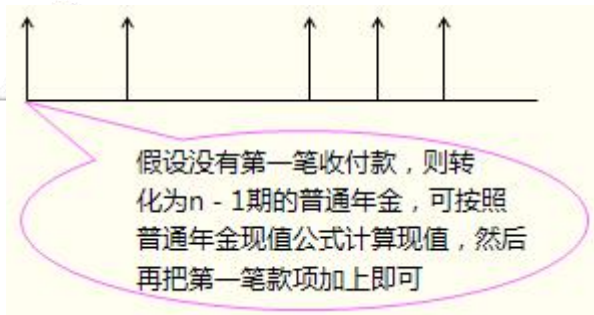 假设没有第一笔收付款，则转
化为n - 1期的普通年金，可按照
普通年金现值公式计算现值，然后
再把第一笔款项加上即可